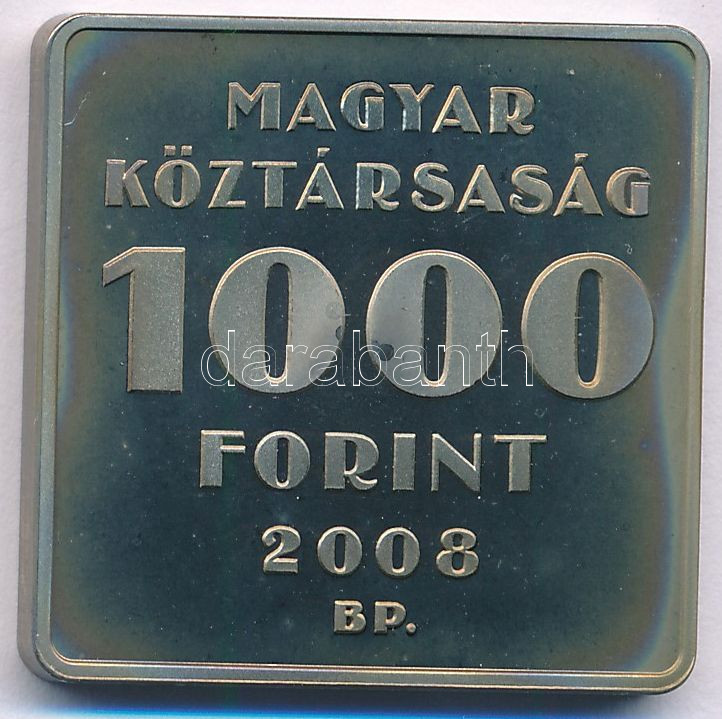 MAGYAR
KÖZTÁRSASÁG
1000
darabanth
FORINT
2008
BP.